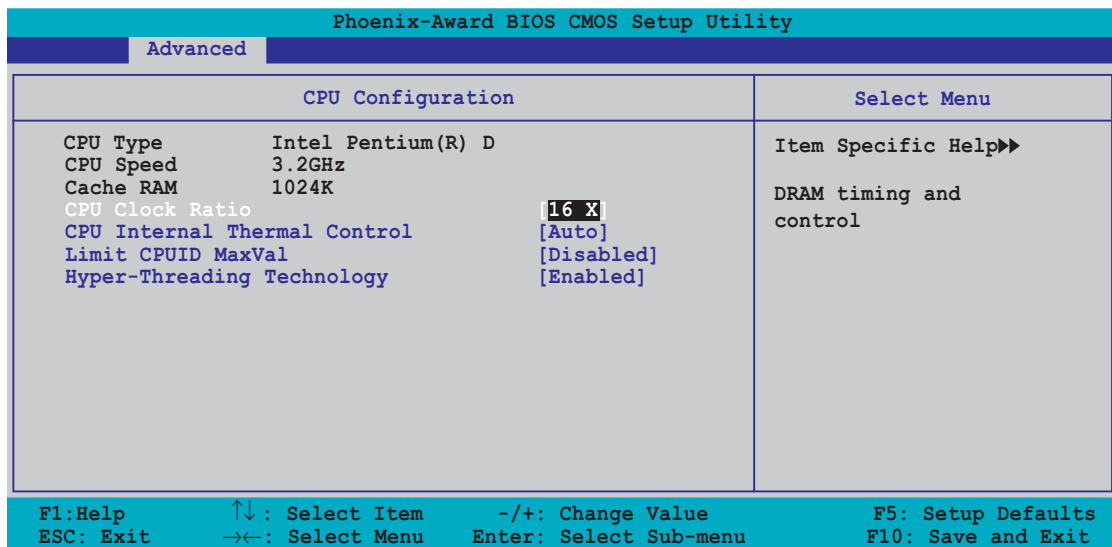 Phoenix-Award BIOS CMOS Setup Utility
Advanced
CPU Configuration
Select Menu
CPU Type Intel Pentium(R) D
CPU Speed 3.2GHz
Cache RAM 1024K
CPU Clock Ratio [16 X]
CPU Internal Thermal Control [Auto]
Limit CPUID MaxVal [Disabled]
Hyper-Threading Technology [Enabled]
Item Specific Help▶▶
DRAM timing and
control
F1:Help ↑↓: Select Item -/+: Change Value F5: Setup Defaults
ESC: Exit →←: Select Menu Enter: Select Sub-menu F10: Save and Exit